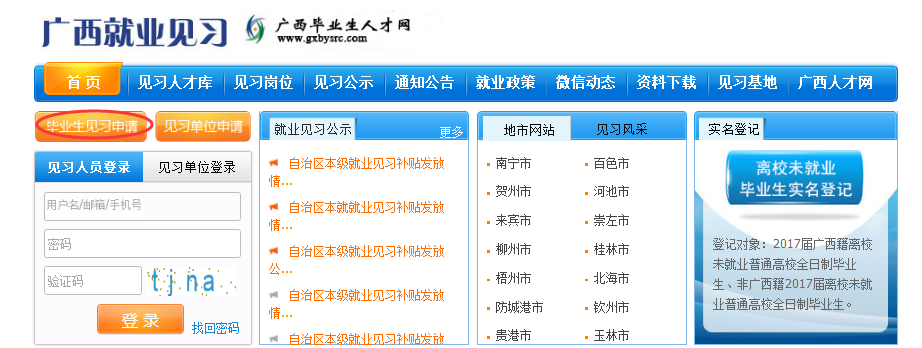 广西就业见习
广西毕业生人才网
www.gxbysrc.com
首 页 见习人才库 见习岗位 见习公示 通知公告 就业政策 微信动态 资料下载 见习基地 广西人才网
毕业生见习申请 见习单位申请
见习人员登录 见习单位登录
用户名/邮箱/手机号
密码
验证码 tjna
登 录 找回密码
就业见习公示 更多
自治区本级就业见习补贴发放
情...
自治区本就就业见习补贴发放
情...
自治区本级就业见习补贴发放
公...
自治区本级就业见习补贴发放
情...
自治区本级就业见习补贴发放
地市网站 见习风采
南宁市 百色市
贺州市 河池市
来宾市 崇左市
柳州市 桂林市
梧州市 北海市
防城港市 钦州市
贵港市 玉林市
实名登记
离校未就业
毕业生实名登记
登记对象：2017届广西籍离校
未就业普通高校全日制毕业
生、非广西籍2017届离校未就
业普通高校全日制毕业生。